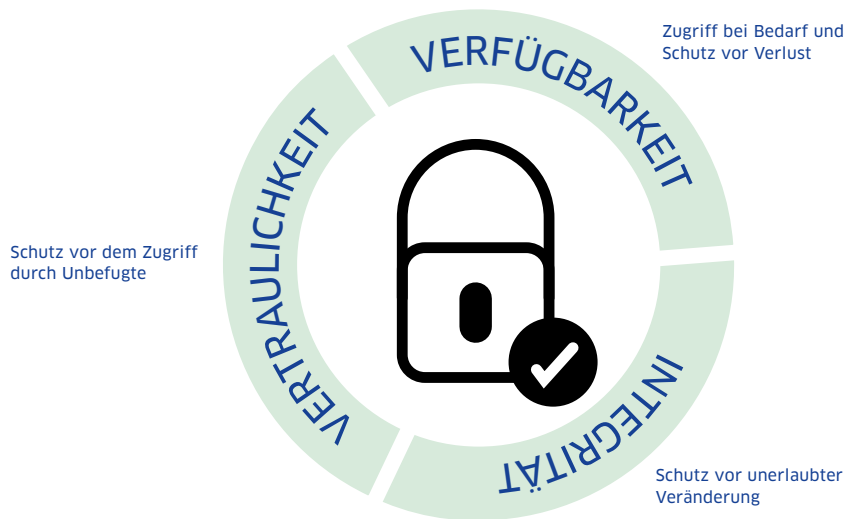 VERFÜGBARKEIT
Zugriff bei Bedarf und
Schutz vor Verlust
VERTRAULICHKEIT
Schutz vor dem Zugriff
durch Unbefugte
INTEGRITÄT
Schutz vor unerlaubter
Veränderung